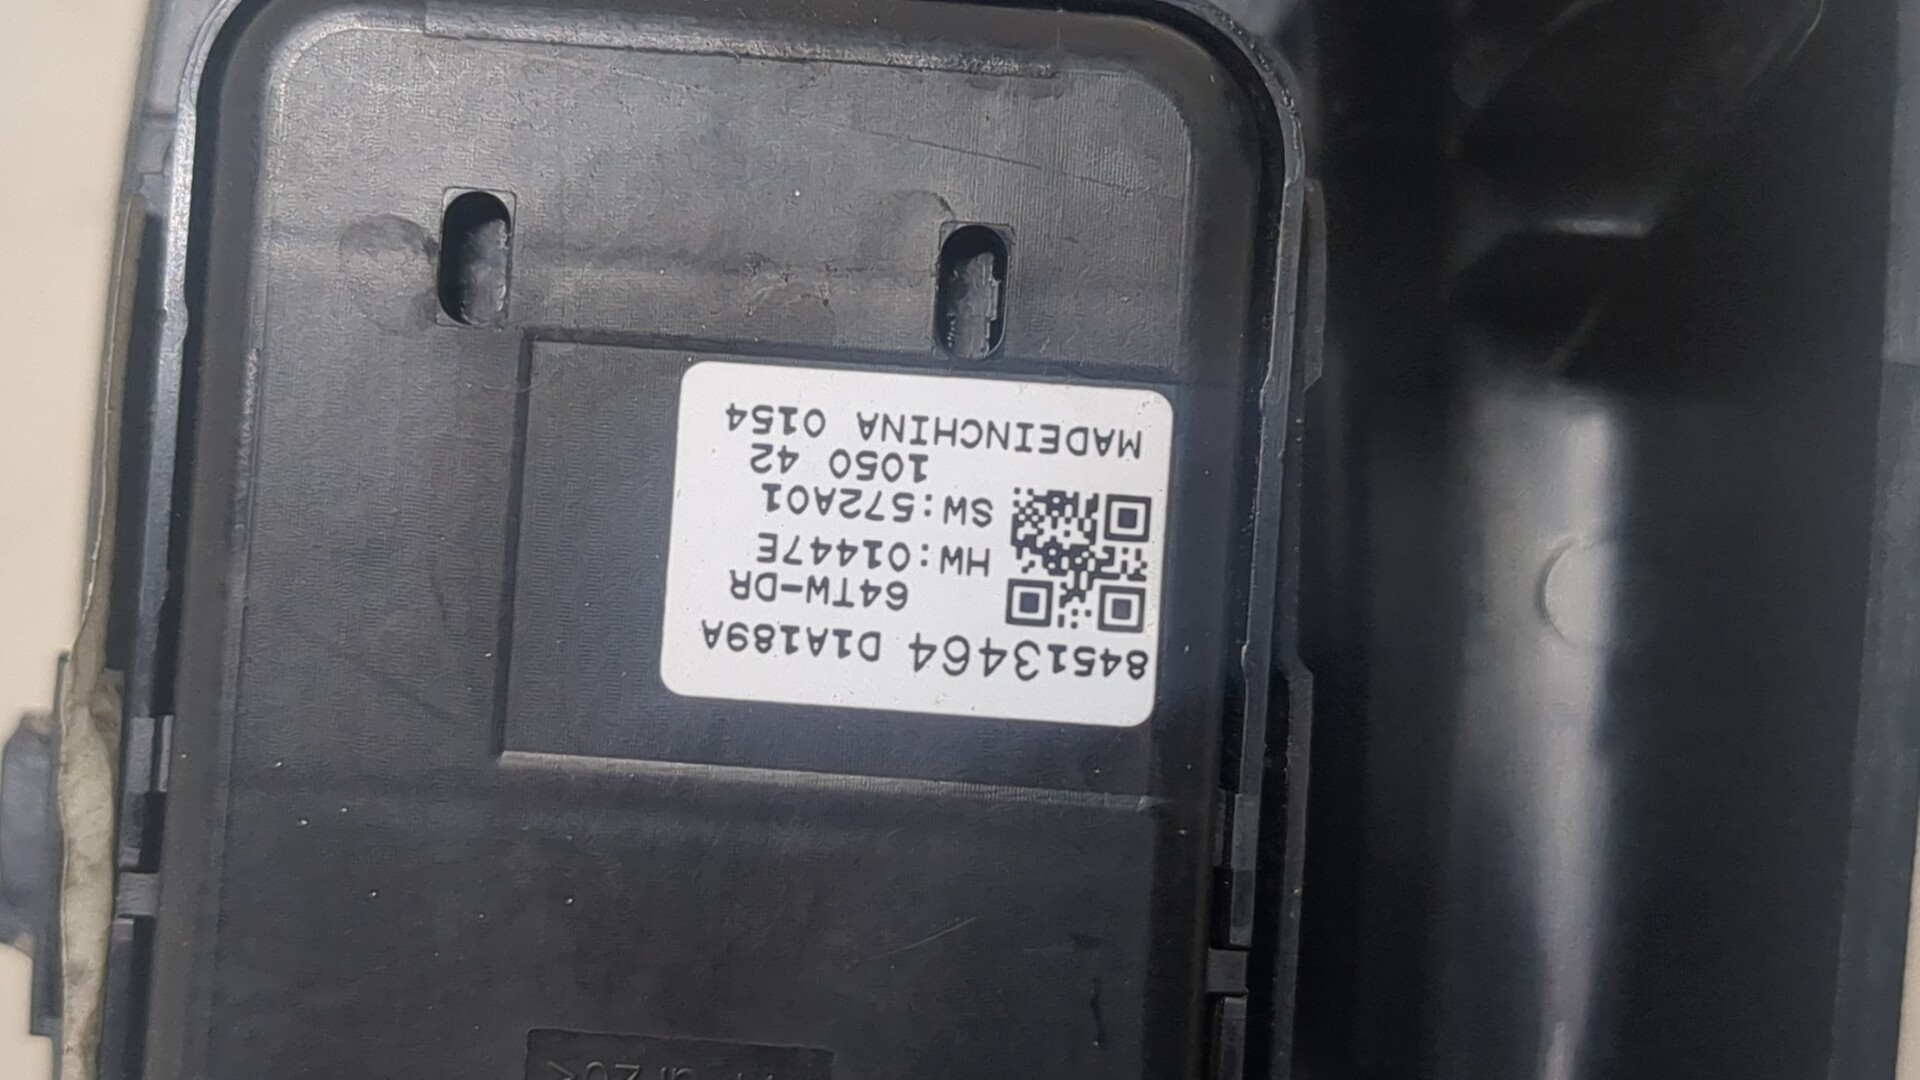 84513464 D1A189A
64TW-DR
HW:01447E
SW:572A01
1050 42
MADEINCHINA 0154